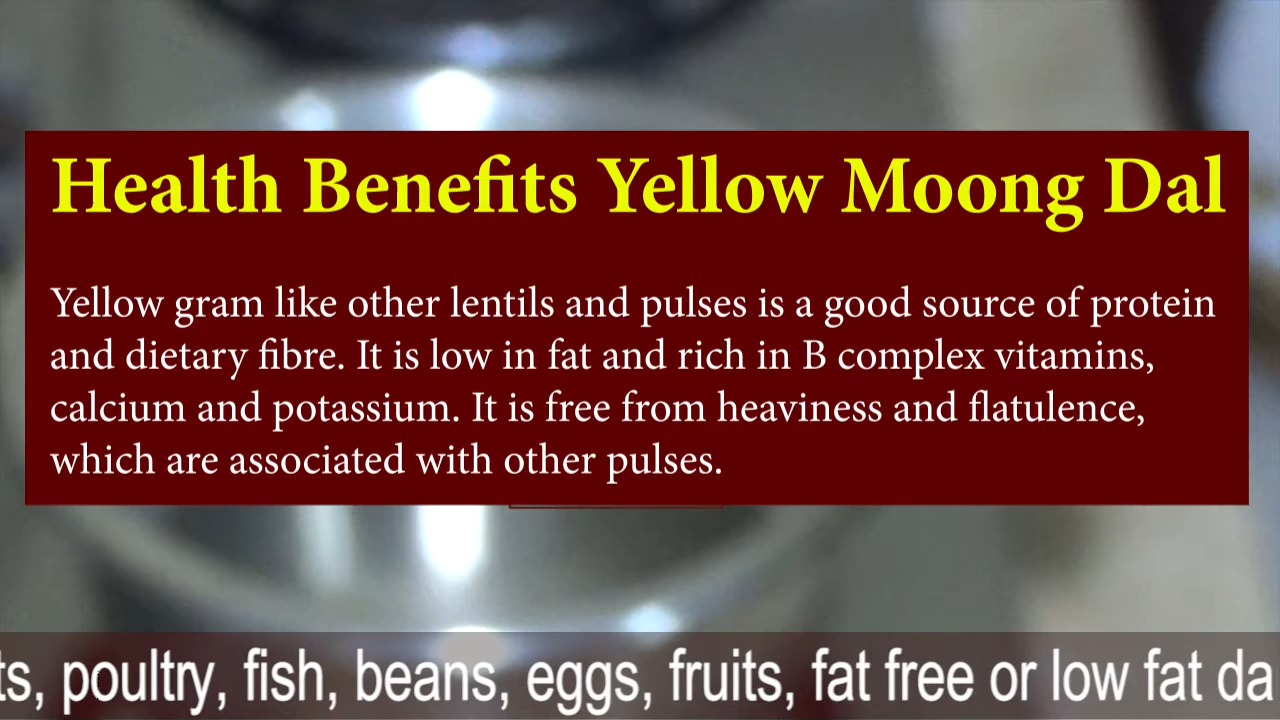 Health Benefits Yellow Moong Dal
Yellow gram like other lentils and pulses is a good source of protein
and dietary fibre. It is low in fat and rich in B complex vitamins,
calcium and potassium. It is free from heaviness and flatulence,
which are associated with other pulses.
poultry, fish, beans, eggs, fruits, fat free or low fat